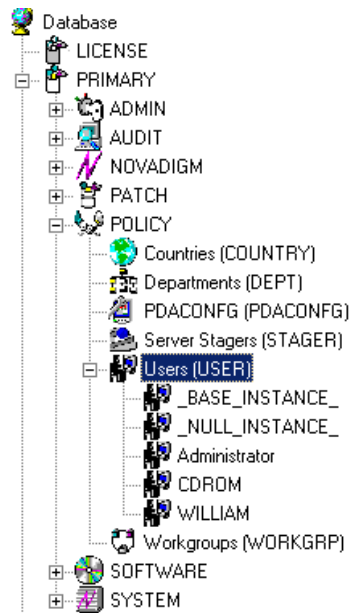 Database
LICENSE
PRIMARY
ADMIN
AUDIT
NOVADIGM
PATCH
POLICY
Countries (COUNTRY)
Departments (DEPT)
PDACONFG (PDACONFG)
Server Stagers (STAGER)
Users (USER)
_BASE_INSTANCE_
_NULL_INSTANCE_
Administrator
CDROM
WILLIAM
Workgroups (WORKGRP)
SOFTWARE
SYSTEM